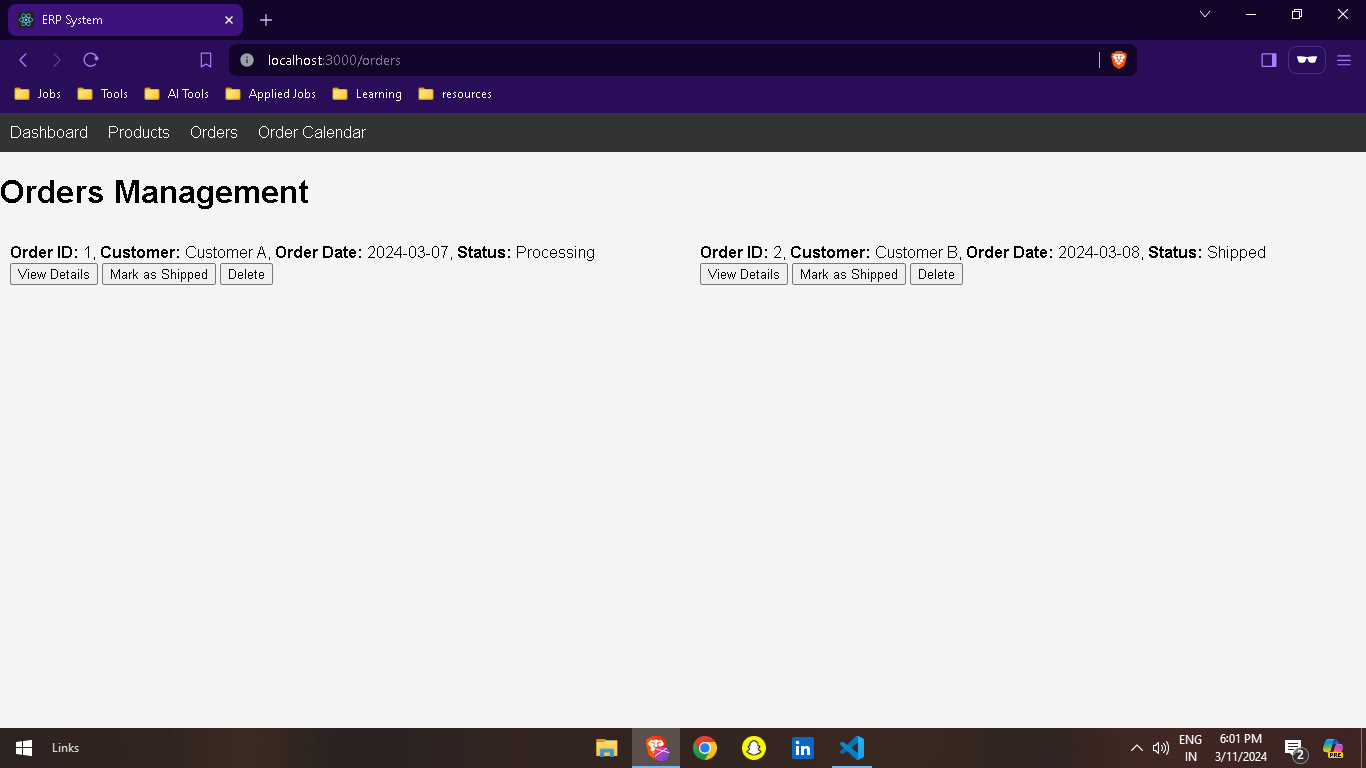 ERP System
localhost:3000/orders
Jobs Tools AI Tools Applied Jobs Learning resources
Dashboard Products Orders Order Calendar
Orders Management
Order ID: 1, Customer: Customer A, Order Date: 2024-03-07, Status: Processing
View Details Mark as Shipped Delete
Order ID: 2, Customer: Customer B, Order Date: 2024-03-08, Status: Shipped
View Details Mark as Shipped Delete
Links
in
ENG
IN
6:01 PM
3/11/2024
2
PRE